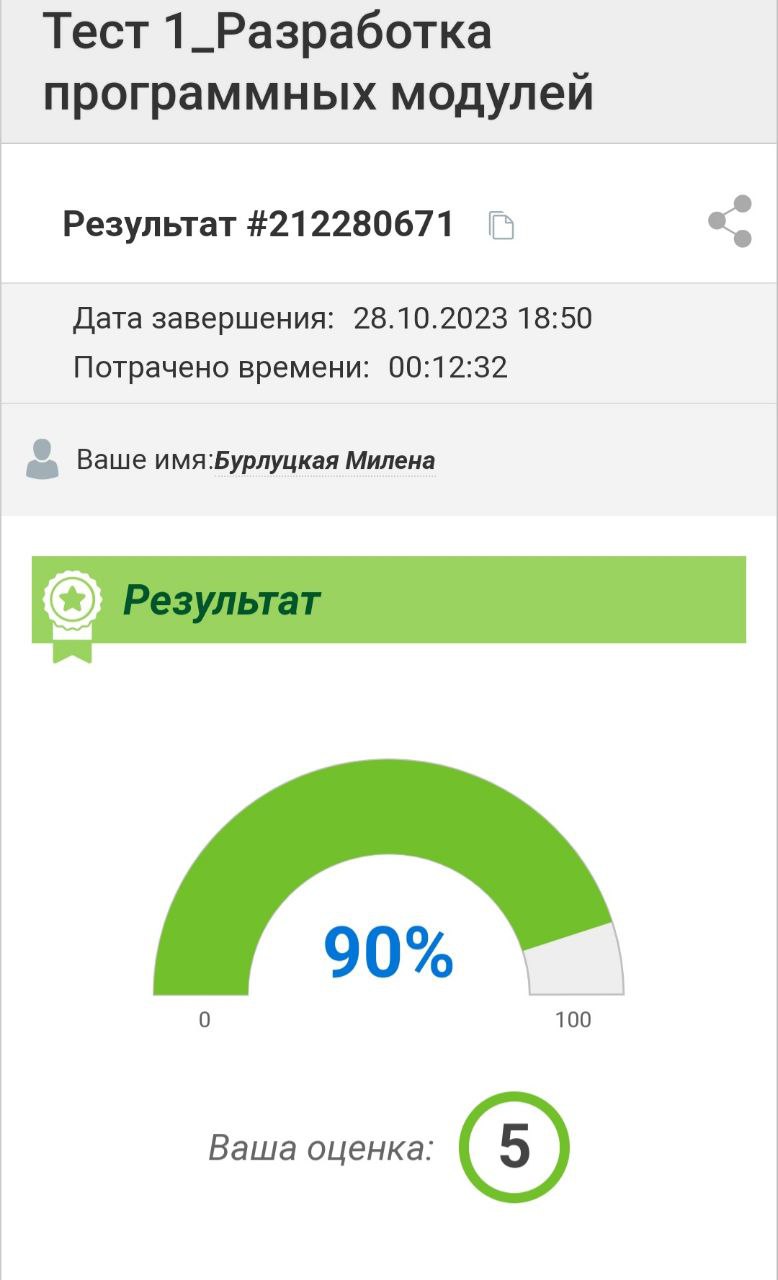 Тест 1_Разработка
программных модулей
Результат #212280671
Дата завершения: 28.10.2023 18:50
Потрачено времени: 00:12:32
Ваше имя:Бурлуцкая Милена
Результат
90%
0
100
Ваша оценка: 5